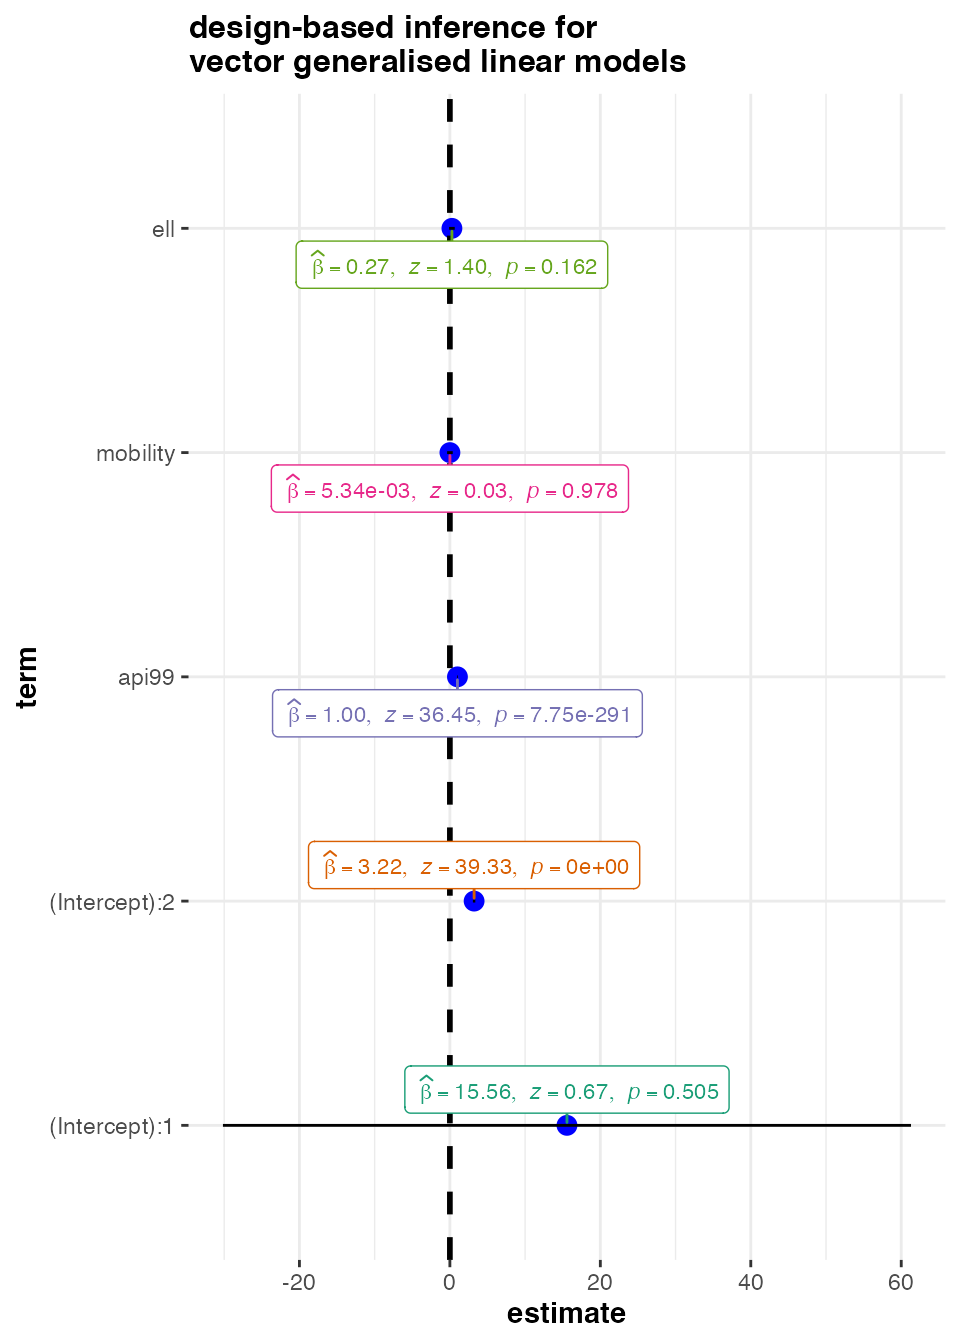 design-based inference for
vector generalised linear models
ell
β̂ = 0.27, z = 1.40, p = 0.162
mobility
β̂ = 5.34e-03, z = 0.03, p = 0.978
term
api99
β̂ = 1.00, z = 36.45, p = 7.75e-291
β̂ = 3.22, z = 39.33, p = 0e+00
(Intercept):2
β̂ = 15.56, z = 0.67, p = 0.505
(Intercept):1
-20 0 20 40 60
estimate